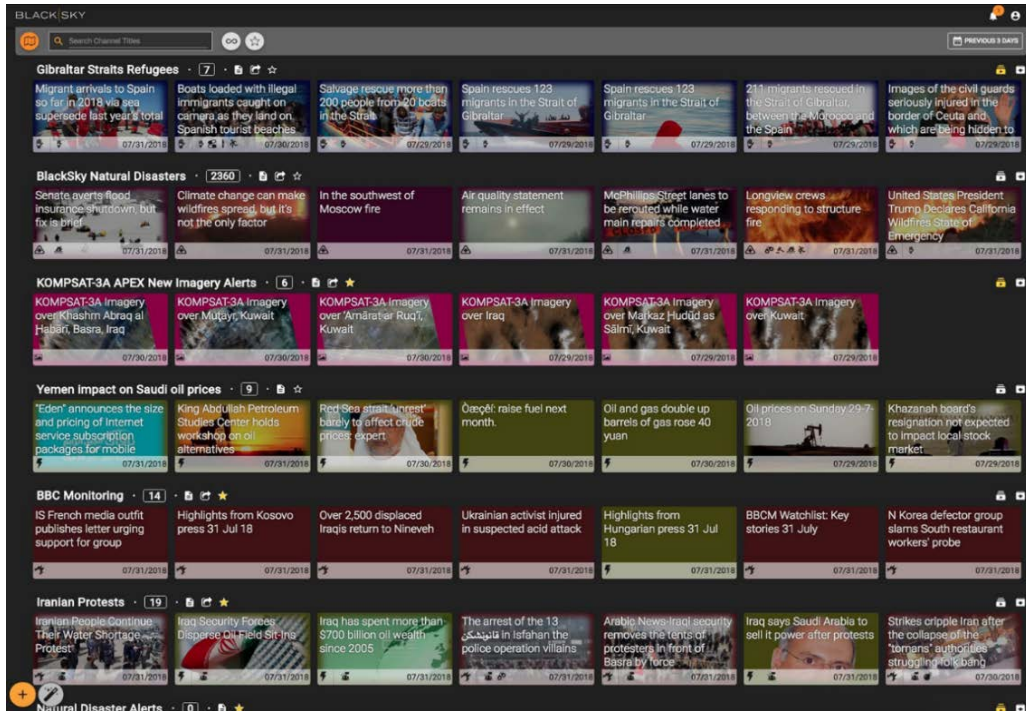 BLACK|SKY
3
Search Channel Titles
PREVIOUS 3 DAYS
Gibraltar Straits Refugees · 7 ·
Migrant arrivals to Spain
so far in 2018 via sea
supersede last year's total
07/31/2018
Boats loaded with illegal
immigrants caught on
camera as they land on
Spanish tourist beaches
07/30/2018
Salvage rescue more than
200 people from 20 boats
in the Strait
07/29/2018
Spain rescues 123
migrants in the Strait of
Gibraltar
07/29/2018
Spain rescues 123
migrants in the Strait of
Gibraltar
07/29/2018
211 migrants rescued in
the Strait of Gibraltar,
between the Morocco and
the Spain
07/29/2018
Images of the civil guards
seriously injured in the
border of Ceuta and
which are being hidden to
07/29/2018
BlackSky Natural Disasters · 2360 ·
Senate averts flood
insurance shutdown, but
fix is brief
07/31/2018
Climate change can make
wildfires spread, but it's
not the only factor
07/31/2018
In the southwest of
Moscow fire
07/31/2018
Air quality statement
remains in effect
07/31/2018
McPhillips Street lanes to
be rerouted while water
main repairs completed
07/31/2018
Longview crews
responding to structure
fire
07/31/2018
United States President
Trump Declares California
Wildfires State of
Emergency
07/31/2018
KOMPSAT-3A APEX New Imagery Alerts · 6 ·
KOMPSAT-3A Imagery
over Khashm Abraq al
Ḩabārī, Basra, Iraq
07/30/2018
KOMPSAT-3A Imagery
over Muţayr, Kuwait
07/30/2018
KOMPSAT-3A Imagery
over 'Amārat ar Ruq'ī,
Kuwait
07/30/2018
KOMPSAT-3A Imagery
over Iraq
07/29/2018
KOMPSAT-3A Imagery
over Markaz Ḩudūd as
Sālmī, Kuwait
07/29/2018
KOMPSAT-3A Imagery
over Kuwait
07/29/2018
Yemen impact on Saudi oil prices · 9 ·
"Eden" announces the size
and pricing of Internet
service subscription
packages for mobile
07/31/2018
King Abdullah Petroleum
Studies Center holds
workshop on oil
alternatives
07/31/2018
Red Sea strait 'unrest'
barely to affect crude
prices: expert
07/30/2018
Òæçêî: raise fuel next
month.
07/30/2018
Oil and gas double up
barrels of gas rose 40
yuan
07/30/2018
Oil prices on Sunday 29-7-
2018
07/29/2018
Khazanah board's
resignation not expected
to impact local stock
market
07/29/2018
BBC Monitoring · 14 ·
IS French media outfit
publishes letter urging
support for group
07/31/2018
Highlights from Kosovo
press 31 Jul 18
07/31/2018
Over 2,500 displaced
Iraqis return to Nineveh
07/31/2018
Ukrainian activist injured
in suspected acid attack
07/31/2018
Highlights from
Hungarian press 31 Jul
18
07/31/2018
BBCM Watchlist: Key
stories 31 July
07/31/2018
N Korea defector group
slams South restaurant
workers' probe
07/31/2018
Iranian Protests · 19 ·
Iranian People Continue
Their Water Shortage
Protest"
07/31/2018
Iraq Security Forces
Disperse Oil Field Sit-Ins
07/31/2018
Iraq has spent more than
$700 billion oil wealth
since 2005
07/31/2018
The arrest of the 13
in Isfahan the
police operation villains
07/31/2018
Arabic News-Iraqi security
removes the tents of
protesters in front of
Basra by force
07/31/2018
Iraq says Saudi Arabia to
sell it power after protests
07/31/2018
Strikes cripple Iran after
the collapse of the
"tomans" authorities
struggling folk bang
07/30/2018
Natural Disaster Alerts · 0 ·